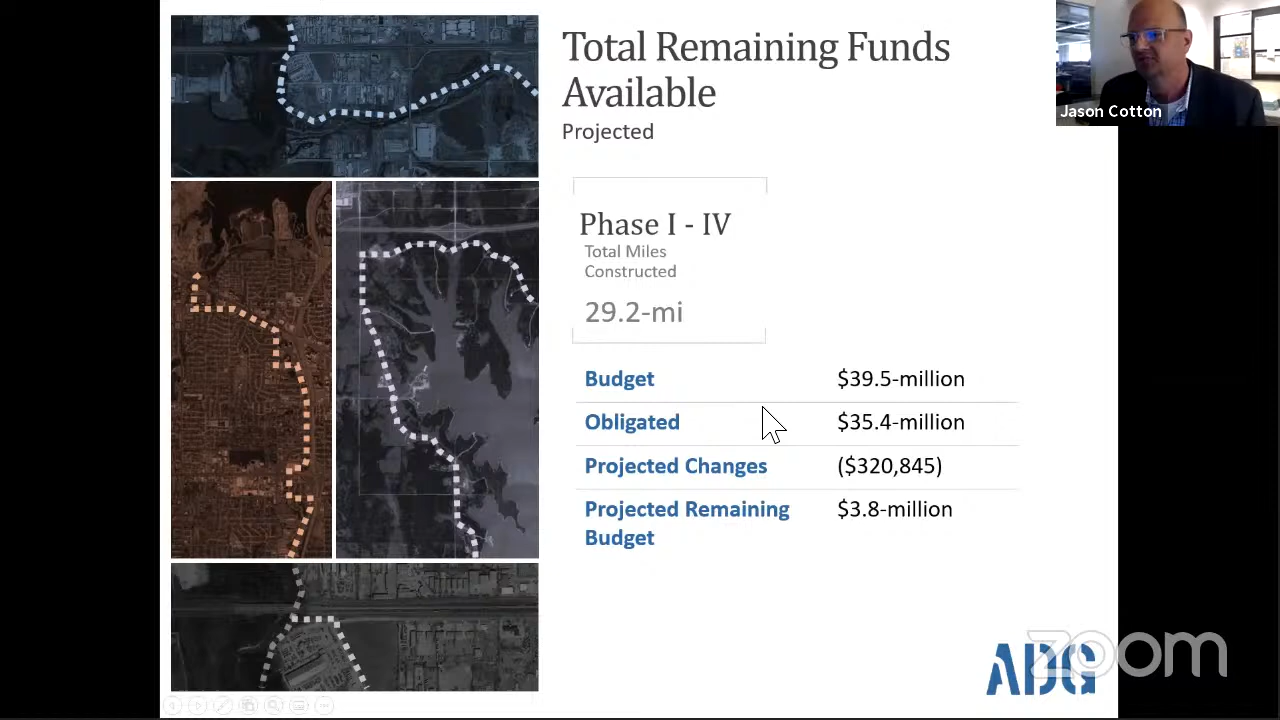 Total Remaining Funds
Available
Projected
Jason Cotton
Phase I - IV
Total Miles
Constructed
29.2-mi
Budget $39.5-million
Obligated $35.4-million
Projected Changes ($320,845)
Projected Remaining $3.8-million
Budget
ADG
zoom